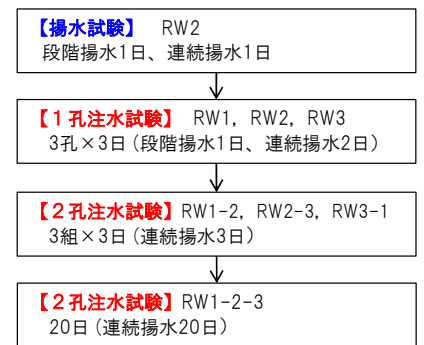 【揚水試験】 RW2
段階揚水1日、連続揚水1日
【１孔注水試験】 RW1, RW2, RW3
3孔×3日(段階揚水1日、連続揚水2日)
【２孔注水試験】RW1-2, RW2-3, RW3-1
3組×3日(連続揚水3日)
【２孔注水試験】RW1-2-3
20日(連続揚水20日)